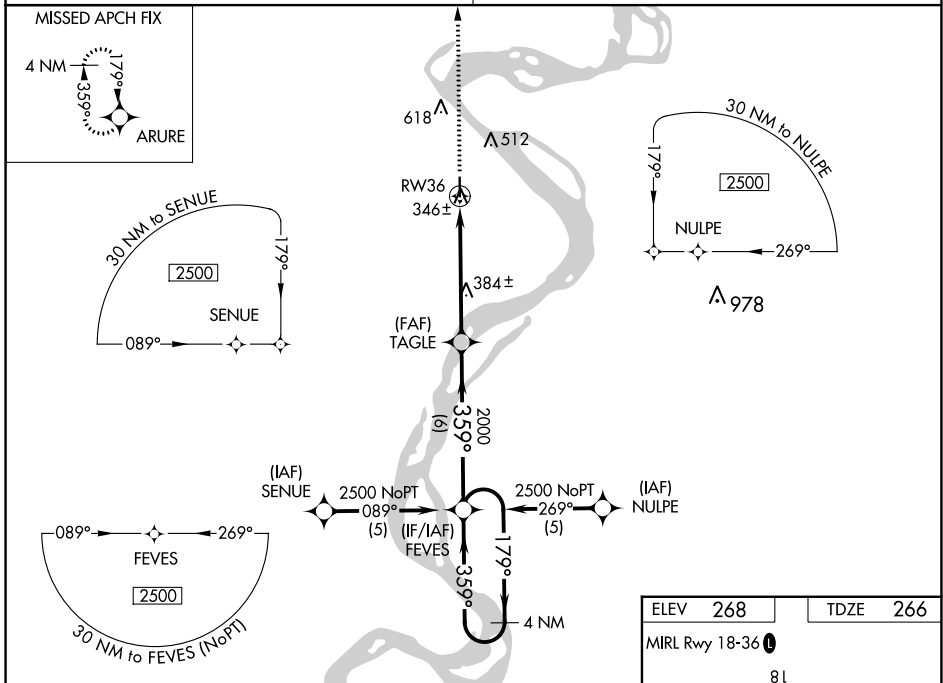 MISSED APCH FIX
4 NM
179°
359°
ARURE
618
512
RW36
346±
30 NM to NULPE
179°
2500
NULPE
269°
978
30 NM to SENUE
179°
2500
SENUE
089°
384±
(FAF)
TAGLE
2000
359°
(6)
(IAF)
SENUE
2500 NoPT
089°
(5)
(IF/IAF)
FEVES
2500 NoPT
269°
(5)
(IAF)
NULPE
179°
359°
4 NM
089°
269°
FEVES
2500
30 NM to FEVES (NoPT)
ELEV 268
TDZE 266
MIRL Rwy 18-36 L
18